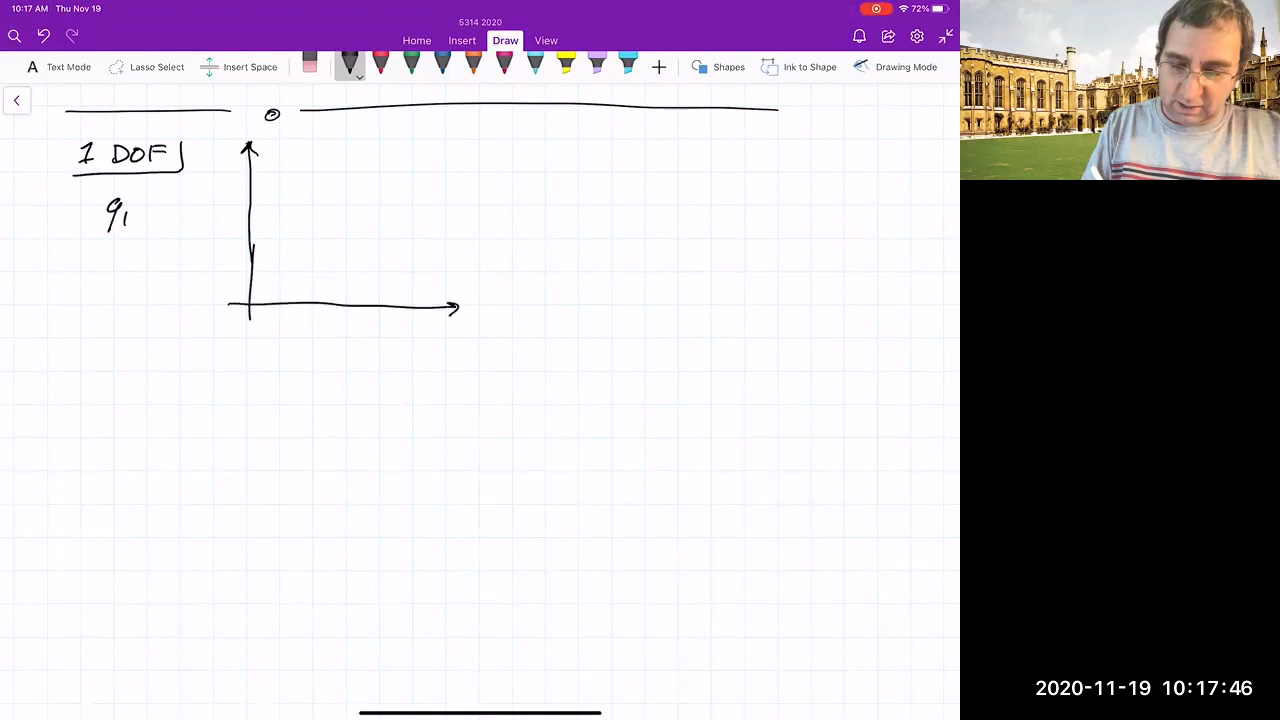 10:17 AM Thu Nov 19
72%
5314 2020
Home Insert Draw View
Text Mode Lasso Select Insert Space Shapes Ink to Shape Drawing Mode
1 DOF
q1
2020-11-19 10:17:46